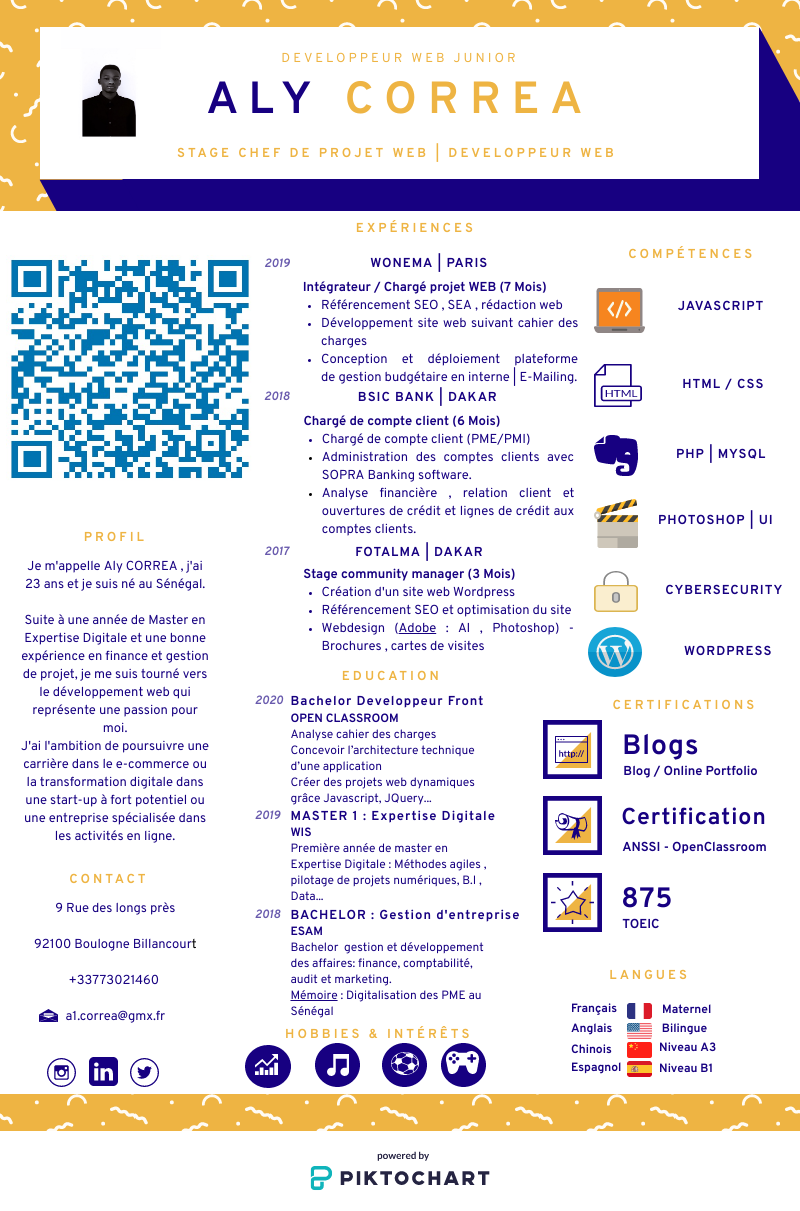 DEVELOPPEUR WEB JUNIOR
ALY CORREA
STAGE CHEF DE PROJET WEB | DEVELOPPEUR WEB
PROFIL
Je m'appelle Aly CORREA , j'ai
23 ans et je suis né au Sénégal.
Suite à une année de Master en
Expertise Digitale et une bonne
expérience en finance et gestion
de projet, je me suis tourné vers
le développement web qui
représente une passion pour
moi.
J'ai l'ambition de poursuivre une
carrière dans le e-commerce ou
la transformation digitale dans
une start-up à fort potentiel ou
une entreprise spécialisée dans
les activités en ligne.
CONTACT
9 Rue des longs près
92100 Boulogne Billancourt
+33773021460
a1.correa@gmx.fr
in
EXPÉRIENCES
2019 WONEMA | PARIS
Intégrateur / Chargé projet WEB (7 Mois)
• Référencement SEO , SEA , rédaction web
• Développement site web suivant cahier des
charges
• Conception et déploiement plateforme
de gestion budgétaire en interne | E-Mailing.
2018 BSIC BANK | DAKAR
Chargé de compte client (6 Mois)
• Chargé de compte client (PME/PMI)
• Administration des comptes clients avec
SOPRA Banking software.
• Analyse financière , relation client et
ouvertures de crédit et lignes de crédit aux
comptes clients.
2017 FOTALMA | DAKAR
Stage community manager (3 Mois)
• Création d'un site web Wordpress
• Référencement SEO et optimisation du site
• Webdesign (Adobe : AI , Photoshop) -
Brochures , cartes de visites
EDUCATION
2020 Bachelor Developpeur Front
OPEN CLASSROOM
Analyse cahier des charges
Concevoir l'architecture technique
d'une application
Créer des projets web dynamiques
grâce Javascript, JQuery...
2019 MASTER 1 : Expertise Digitale
WIS
Première année de master en
Expertise Digitale : Méthodes agiles ,
pilotage de projets numériques, B.I ,
Data...
2018 BACHELOR : Gestion d'entreprise
ESAM
Bachelor gestion et développement
des affaires: finance, comptabilité,
audit et marketing.
Mémoire : Digitalisation des PME au
Sénégal
HOBBIES & INTÉRÊTS
COMPÉTENCES
</>
JAVASCRIPT
HTML
HTML / CSS
PHP | MYSQL
PHOTOSHOP | UI
CYBERSECURITY
W
WORDPRESS
CERTIFICATIONS
http://
Blogs
Blog / Online Portfolio
Certification
ANSSI - OpenClassroom
875
TOEIC
LANGUES
Français Maternel
Anglais Bilingue
Chinois Niveau A3
Espagnol Niveau B1
powered by
PIKTOCHART